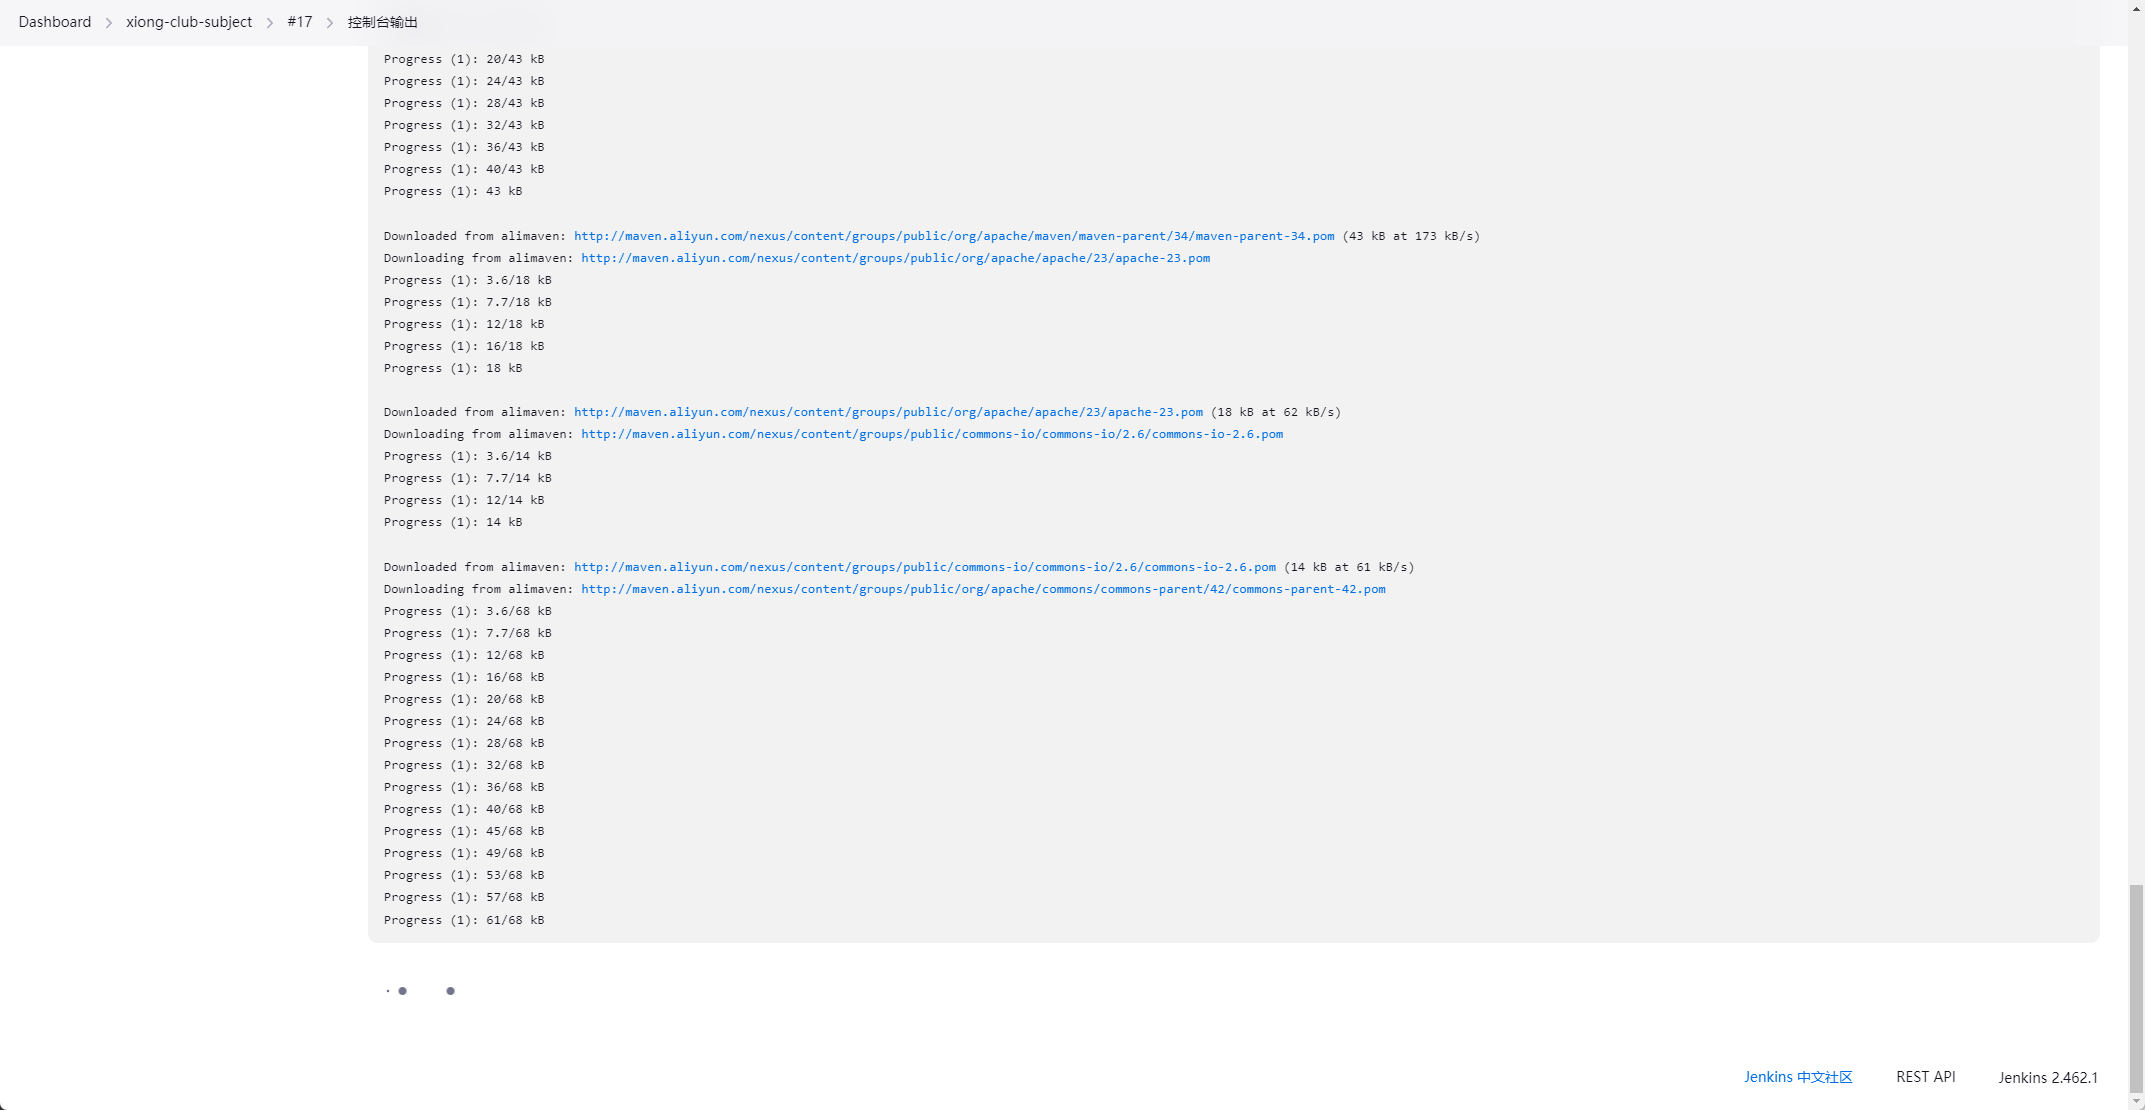 Dashboard > xiong-club-subject > #17 > 控制台输出
Progress (1): 20/43 kB
Progress (1): 24/43 kB
Progress (1): 28/43 kB
Progress (1): 32/43 kB
Progress (1): 36/43 kB
Progress (1): 40/43 kB
Progress (1): 43 kB
Downloaded from alimaven: http://maven.aliyun.com/nexus/content/groups/public/org/apache/maven/maven-parent/34/maven-parent-34.pom (43 kB at 173 kB/s)
Downloading from alimaven: http://maven.aliyun.com/nexus/content/groups/public/org/apache/apache/23/apache-23.pom
Progress (1): 3.6/18 kB
Progress (1): 7.7/18 kB
Progress (1): 12/18 kB
Progress (1): 16/18 kB
Progress (1): 18 kB
Downloaded from alimaven: http://maven.aliyun.com/nexus/content/groups/public/org/apache/apache/23/apache-23.pom (18 kB at 62 kB/s)
Downloading from alimaven: http://maven.aliyun.com/nexus/content/groups/public/commons-io/commons-io/2.6/commons-io-2.6.pom
Progress (1): 3.6/14 kB
Progress (1): 7.7/14 kB
Progress (1): 12/14 kB
Progress (1): 14 kB
Downloaded from alimaven: http://maven.aliyun.com/nexus/content/groups/public/commons-io/commons-io/2.6/commons-io-2.6.pom (14 kB at 61 kB/s)
Downloading from alimaven: http://maven.aliyun.com/nexus/content/groups/public/org/apache/commons/commons-parent/42/commons-parent-42.pom
Progress (1): 3.6/68 kB
Progress (1): 7.7/68 kB
Progress (1): 12/68 kB
Progress (1): 16/68 kB
Progress (1): 20/68 kB
Progress (1): 24/68 kB
Progress (1): 28/68 kB
Progress (1): 32/68 kB
Progress (1): 36/68 kB
Progress (1): 40/68 kB
Progress (1): 45/68 kB
Progress (1): 49/68 kB
Progress (1): 53/68 kB
Progress (1): 57/68 kB
Progress (1): 61/68 kB
Jenkins 中文社区 REST API Jenkins 2.462.1